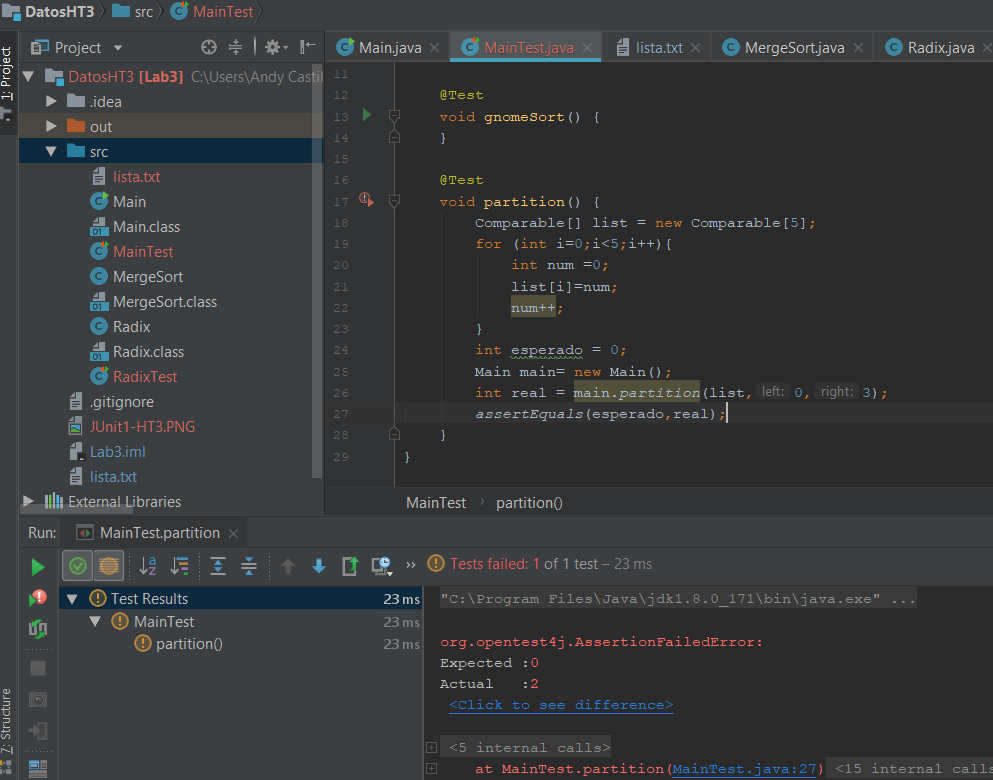 DatosHT3 src MainTest
1: Project
Project
Main.java MainTest.java lista.txt MergeSort.java Radix.java
DatosHT3 [Lab3] C:\Users\Andy Castil
.idea
out
src
lista.txt
Main
Main.class
MainTest
MergeSort
MergeSort.class
Radix
Radix.class
RadixTest
.gitignore
JUnit1-HT3.PNG
Lab3.iml
lista.txt
External Libraries
11
12 @Test
13 void gnomeSort() {
14 }
15
16 @Test
17 void partition() {
18 Comparable[] list = new Comparable[5];
19 for (int i=0;i<5;i++){
20 int num =0;
21 list[i]=num;
22 num++;
23 }
24 int esperado = 0;
25 Main main= new Main();
26 int real = main.partition(list, left: 0, right: 3);
27 assertEquals(esperado,real);
28 }
29 }
MainTest › partition()
Run: MainTest.partition
Tests failed: 1 of 1 test – 23 ms
Test Results 23 ms
MainTest 23 ms
partition() 23 ms
"C:\Program Files\Java\jdk1.8.0_171\bin\java.exe" ...
org.opentest4j.AssertionFailedError:
Expected :0
Actual :2
<Click to see difference>
<5 internal calls>
at MainTest.partition(MainTest.java:27) <15 internal calls
7: Structure